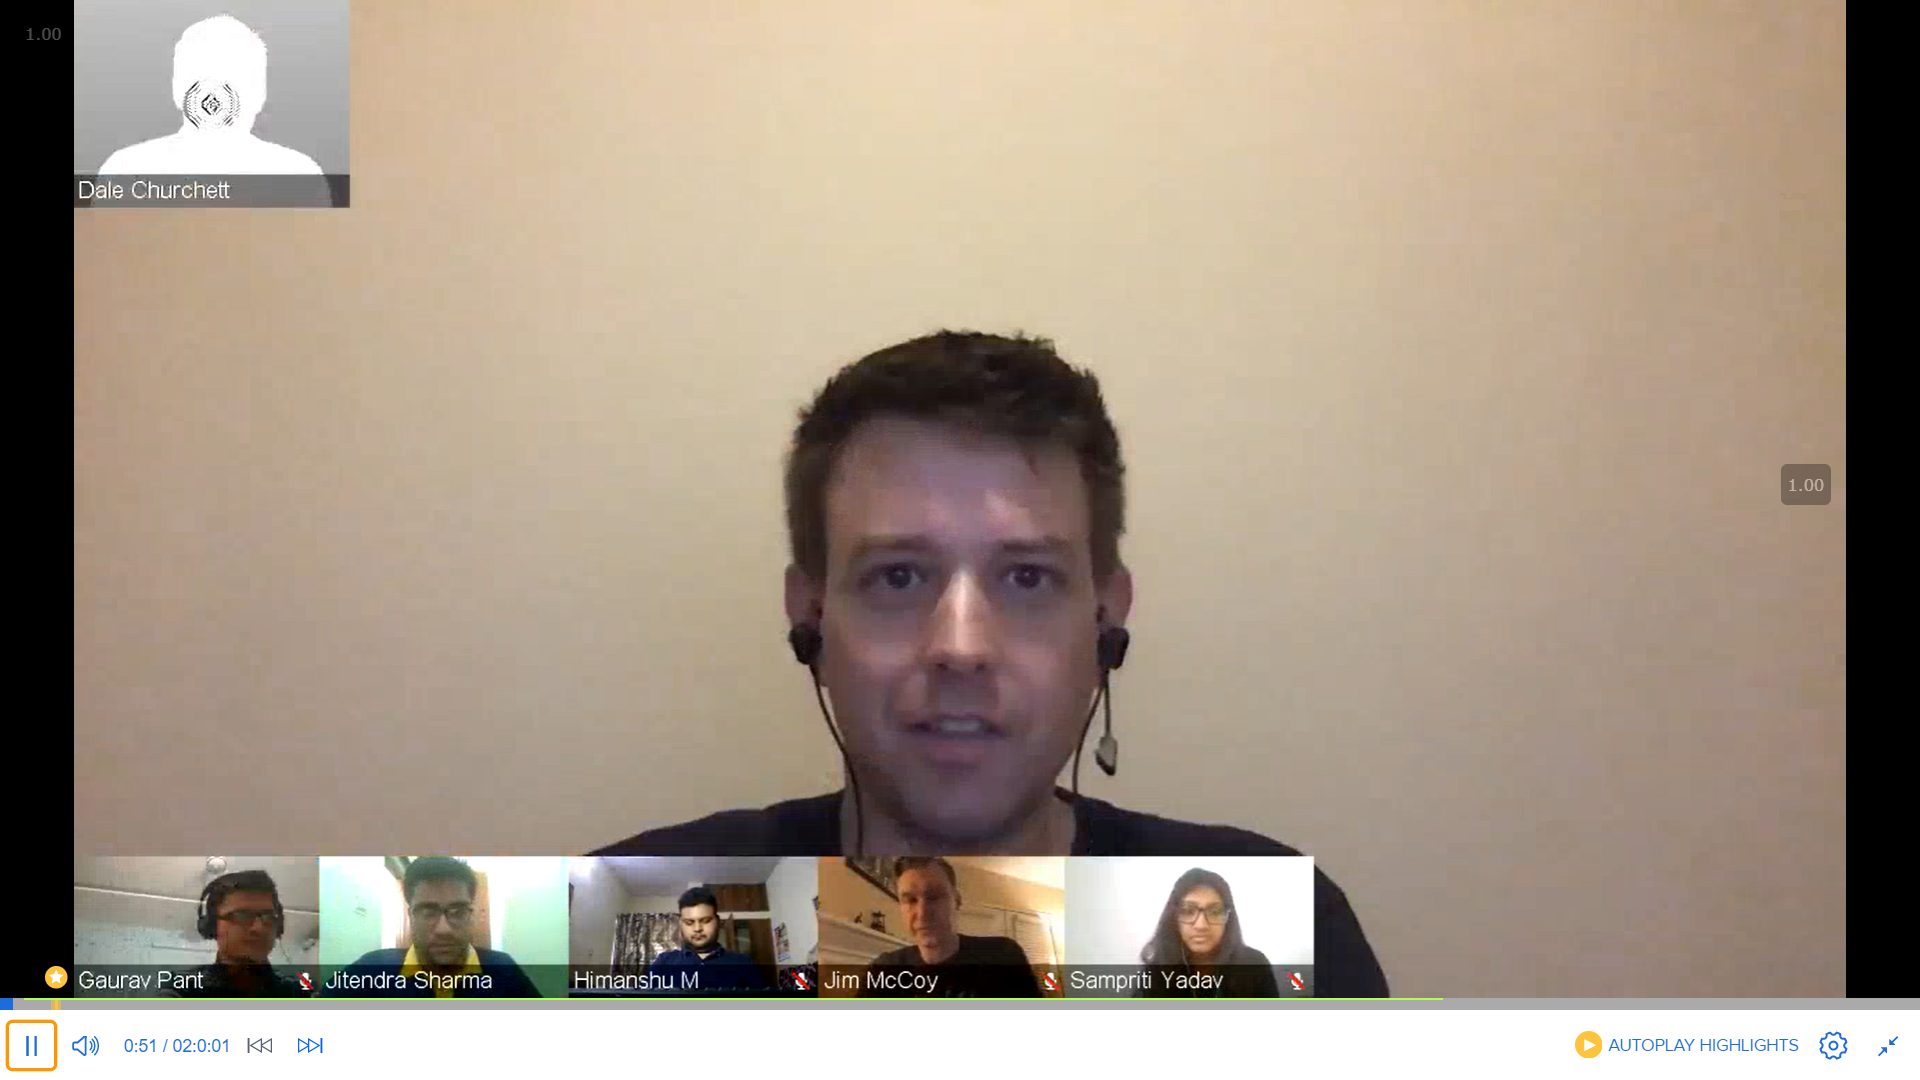 1.00
Dale Churchett
1.00
Gaurav Pant
Jitendra Sharma
Himanshu M
Jim McCoy
Sampriti Yadav
0:51 / 02:0:01
AUTOPLAY HIGHLIGHTS